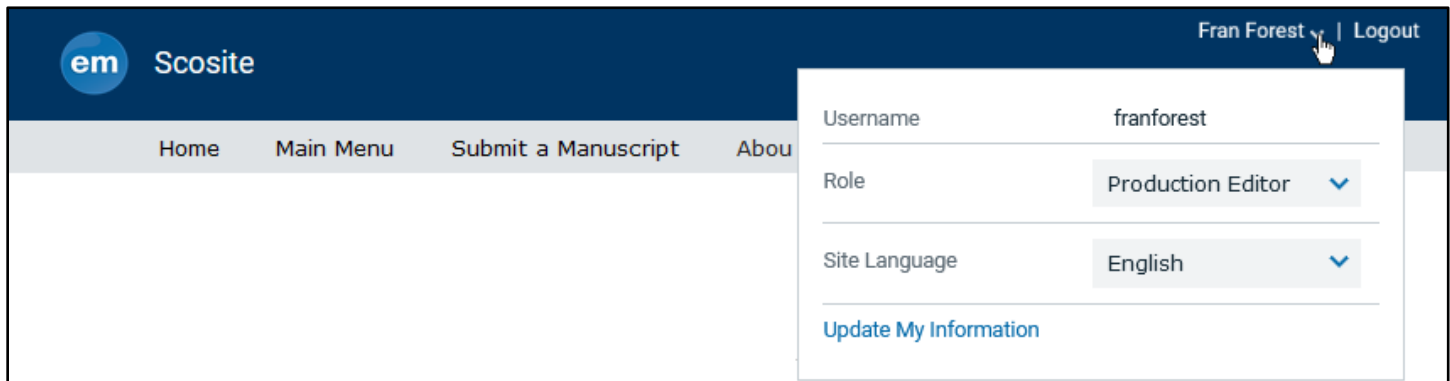 Fran Forest | Logout
em Scosite
Home Main Menu Submit a Manuscript Abou
Username franforest
Role Production Editor
Site Language English
Update My Information